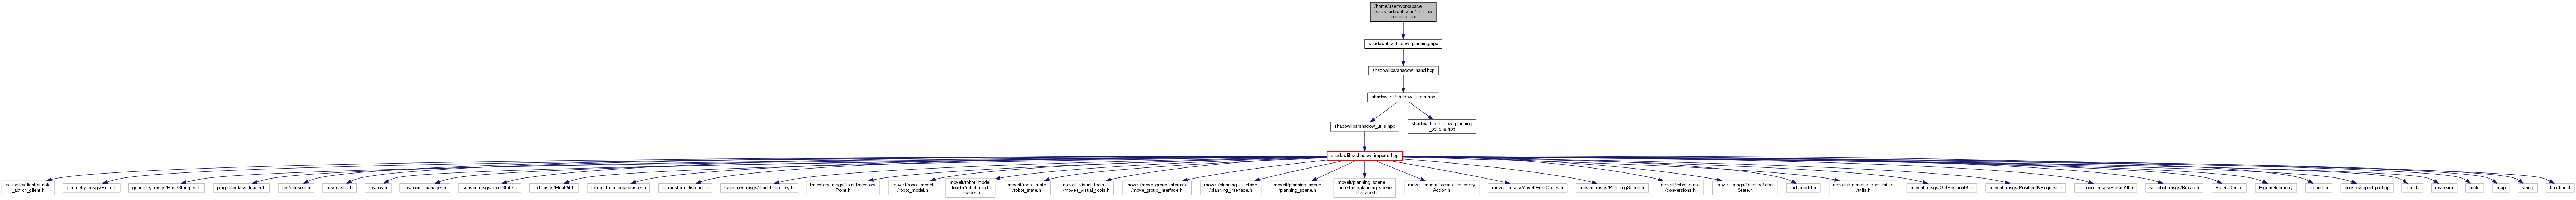 /home/user/workspace
/src/shadowlibs/src/shadow
_planning.cpp
shadowlibs/shadow_planning.hpp
shadowlibs/shadow_hand.hpp
shadowlibs/shadow_finger.hpp
shadowlibs/shadow_utils.hpp
shadowlibs/shadow_planning
_options.hpp
shadowlibs/shadow_imports.hpp
actionlib/client/simple
_action_client.h
geometry_msgs/Pose.h
geometry_msgs/PoseStamped.h
pluginlib/class_loader.h
ros/console.h
ros/master.h
ros/ros.h
ros/topic_manager.h
sensor_msgs/JointState.h
std_msgs/Float64.h
tf/transform_broadcaster.h
tf/transform_listener.h
trajectory_msgs/JointTrajectory.h
trajectory_msgs/JointTrajectory
Point.h
moveit/robot_model
/robot_model.h
moveit/robot_model
_loader/robot_model
_loader.h
moveit/robot_state
/robot_state.h
moveit_visual_tools
/moveit_visual_tools.h
moveit/move_group_interface
/move_group_interface.h
moveit/planning_interface
/planning_interface.h
moveit/planning_scene
/planning_scene.h
moveit/planning_scene
_interface/planning_scene
_interface.h
moveit_msgs/ExecuteTrajectory
Action.h
moveit_msgs/MoveItErrorCodes.h
moveit_msgs/PlanningScene.h
moveit/robot_state
/conversions.h
moveit_msgs/DisplayRobot
State.h
urdf/model.h
moveit/kinematic_constraints
/utils.h
moveit_msgs/GetPositionIK.h
moveit_msgs/PositionIKRequest.h
sr_robot_msgs/BiotacAll.h
sr_robot_msgs/Biotac.h
Eigen/Dense
Eigen/Geometry
algorithm
boost/scoped_ptr.hpp
cmath
iostream
tuple
map
string
functional